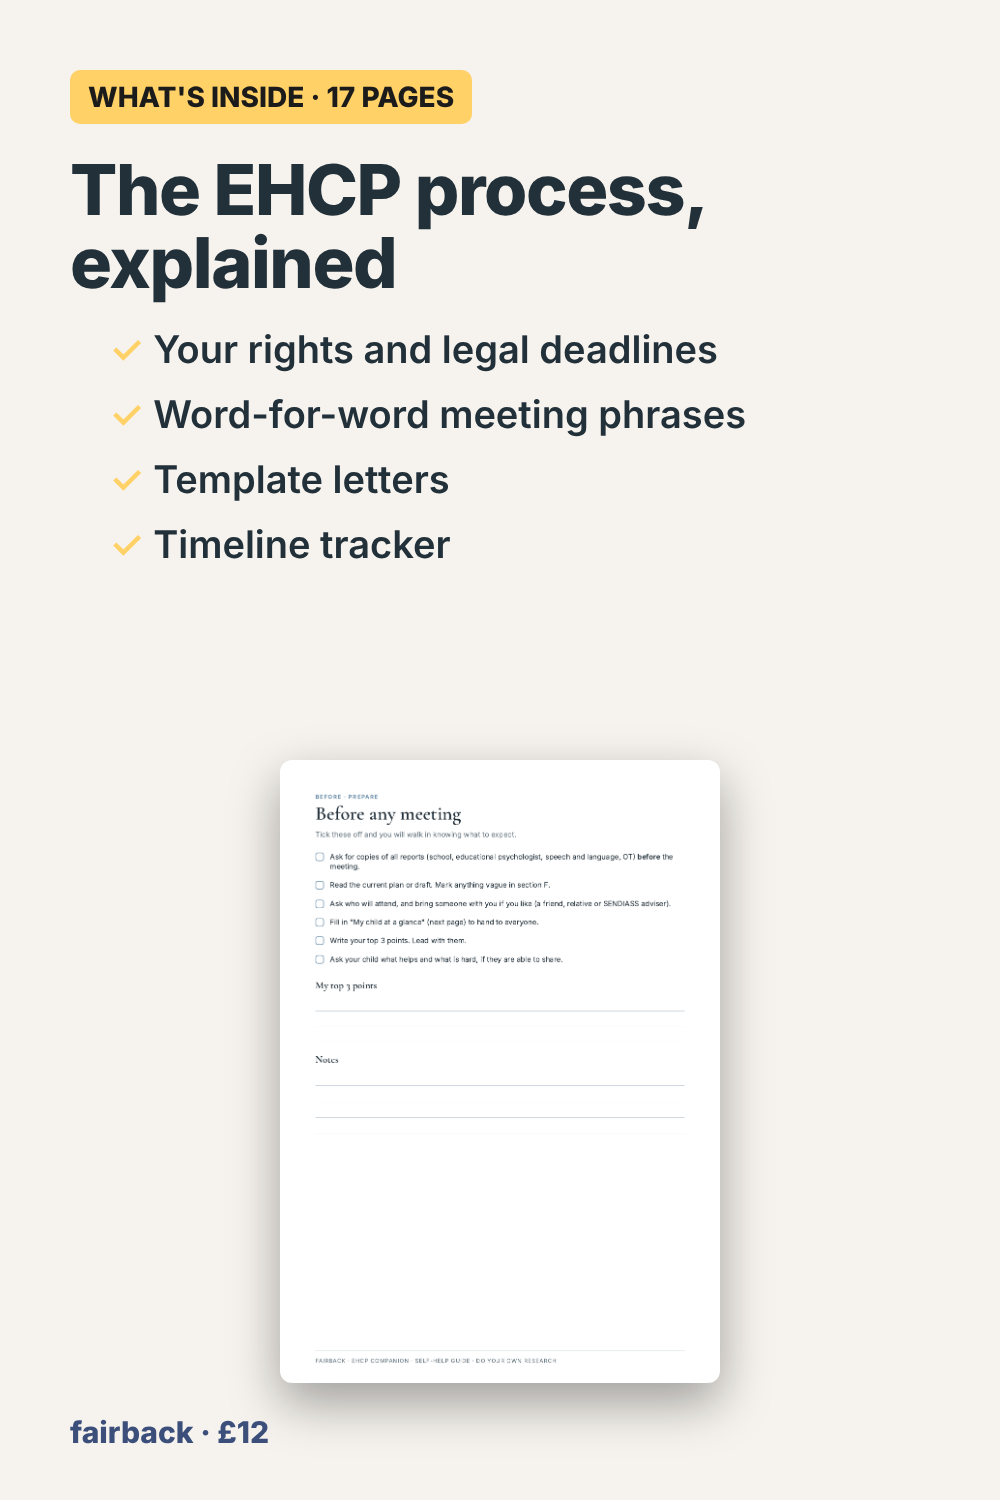 WHAT'S INSIDE · 17 PAGES
The EHCP process,
explained
Your rights and legal deadlines
Word-for-word meeting phrases
Template letters
Timeline tracker
BEFORE · PREPARE
Before any meeting
Tick these off and you will walk in knowing what to expect.
Ask for copies of all reports (school, educational psychologist, speech and language, OT) before the
meeting.
Read the current plan or draft. Mark anything vague in section F.
Ask who will attend, and bring someone with you if you like (a friend, relative or SENDIASS adviser).
Fill in "My child at a glance" (next page) to hand to everyone.
Write your top 3 points. Lead with them.
Ask your child what helps and what is hard, if they are able to share.
My top 3 points
Notes
FAIRBACK · EHCP COMPANION · SELF-HELP GUIDE · DO YOUR OWN RESEARCH
fairback · £12